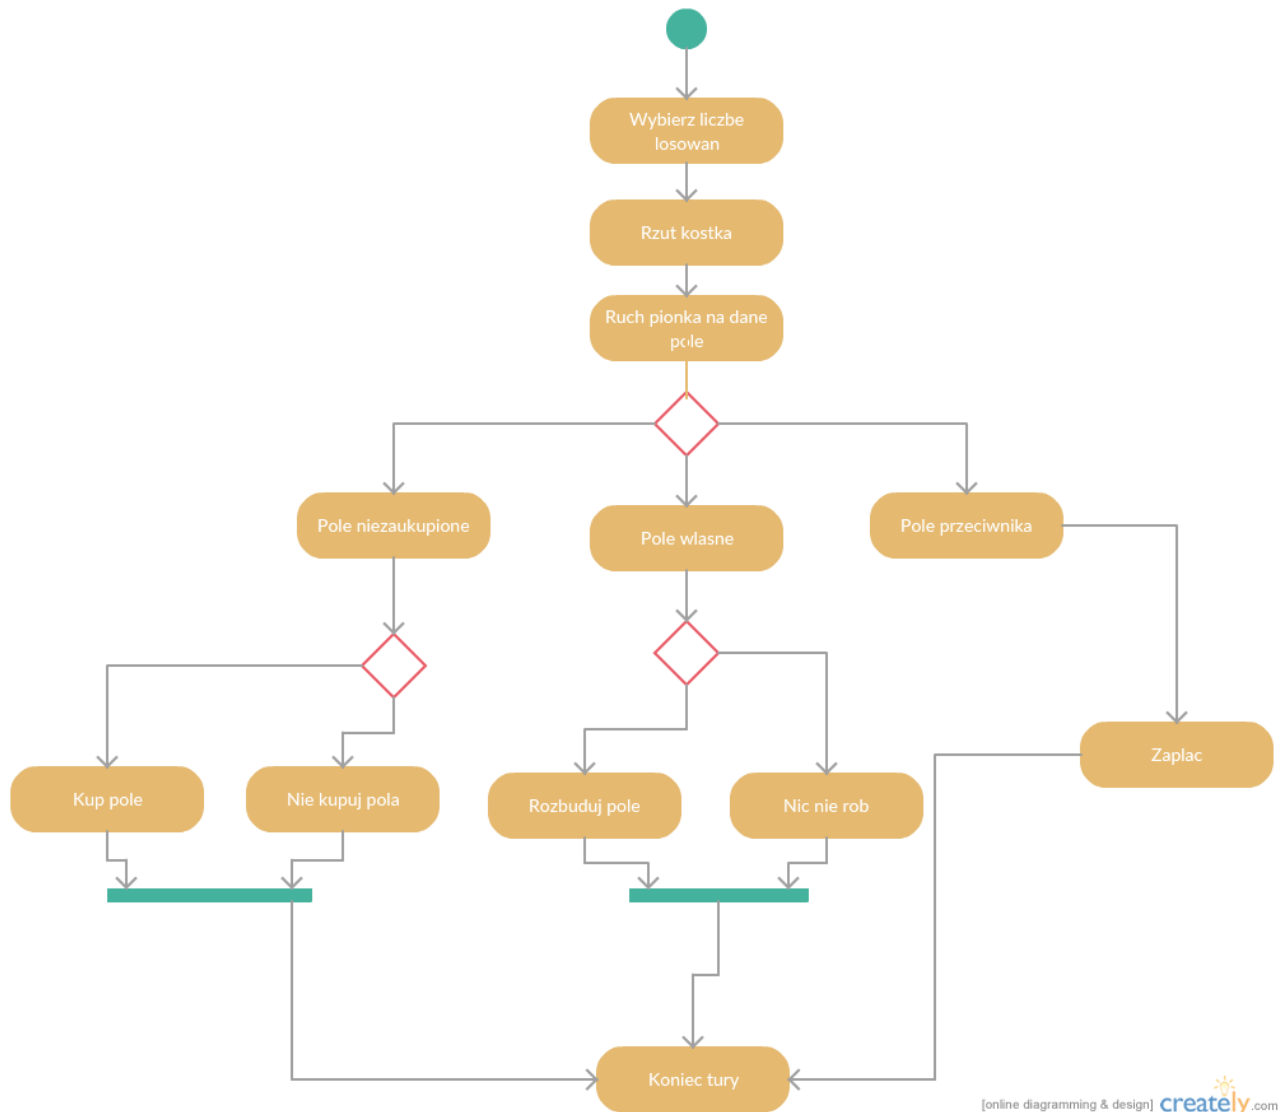 Wybierz liczbe
losowan
Rzut kostka
Ruch pionka na dane
pole
Pole niezaukupione
Pole wlasne
Pole przeciwnika
Kup pole
Nie kupuj pola
Rozbuduj pole
Nic nie rob
Zaplac
Koniec tury
[online diagramming & design] creately.com